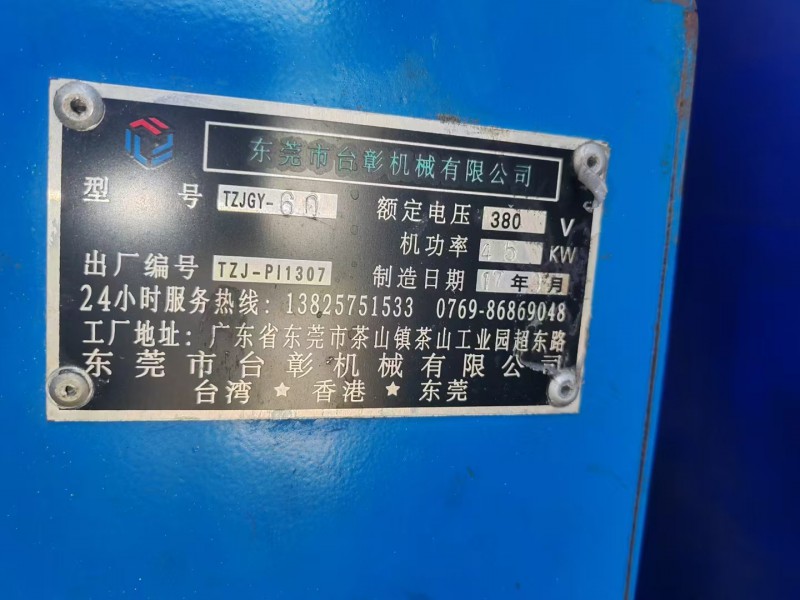 东莞市台彰机械有限公司
型 号 TZJGY-60 额定电压 380 V
机功率 45 KW
出厂编号 TZJ-PI1307 制造日期 17 年 月
24小时服务热线: 13825751533 0769-86869048
工厂地址: 广东省东莞市茶山镇茶山工业园超东路
东莞市台彰机械有限公司
台湾 ★ 香港 ★ 东莞